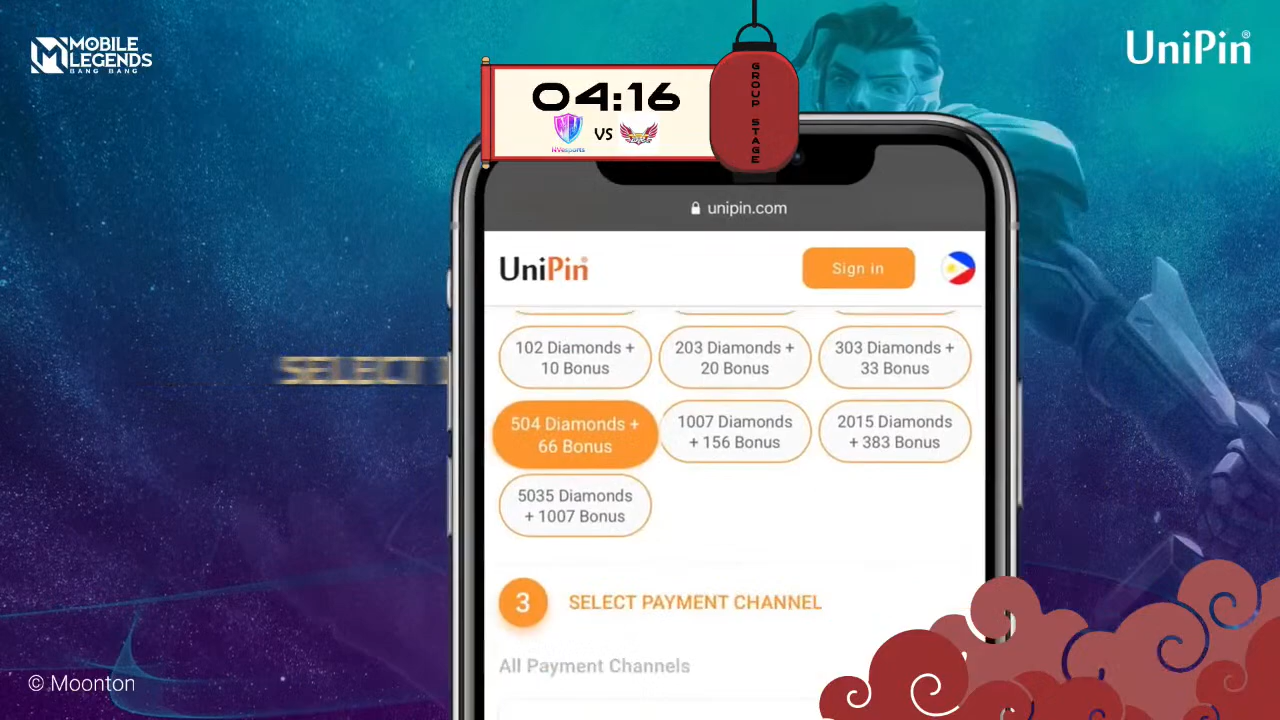 MOBILE
LEGENDS
BANG BANG
UniPin®
04:16
VS
NVesports
GROUP STAGE
unipin.com
UniPin
Sign in
102 Diamonds +
10 Bonus
203 Diamonds +
20 Bonus
303 Diamonds +
33 Bonus
504 Diamonds +
66 Bonus
1007 Diamonds
+ 156 Bonus
2015 Diamonds
+ 383 Bonus
5035 Diamonds
+ 1007 Bonus
SELECT
3
SELECT PAYMENT CHANNEL
All Payment Channels
© Moonton